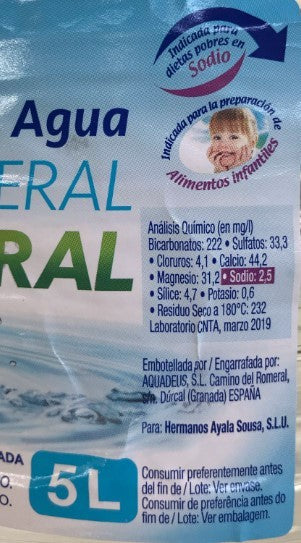 Indicada para
dietas pobres en
Sodio
Indicada para la preparación de
Alimentos infantiles
Agua
ERAL
RAL
Análisis Químico (en mg/l)
Bicarbonatos: 222 • Sulfatos: 33,3
• Cloruros: 4,1 • Calcio: 44,2
• Magnesio: 31,2 • Sodio: 2,5
• Sílice: 4,7 • Potasio: 0,6
• Residuo Seco a 180ºC: 232
Laboratorio CNTA, marzo 2019
Embotellada por / Engarrafada por:
AQUADEUS, S.L. Camino del Romeral,
s/n. Dúrcal (Granada) ESPAÑA
Para: Hermanos Ayala Sousa, S.L.U.
ADA
O.
O.
5L
Consumir preferentemente antes
del fin de / Lote: Ver envase.
Consumir de preferência antes do
fim de / Lote: Ver embalagem.